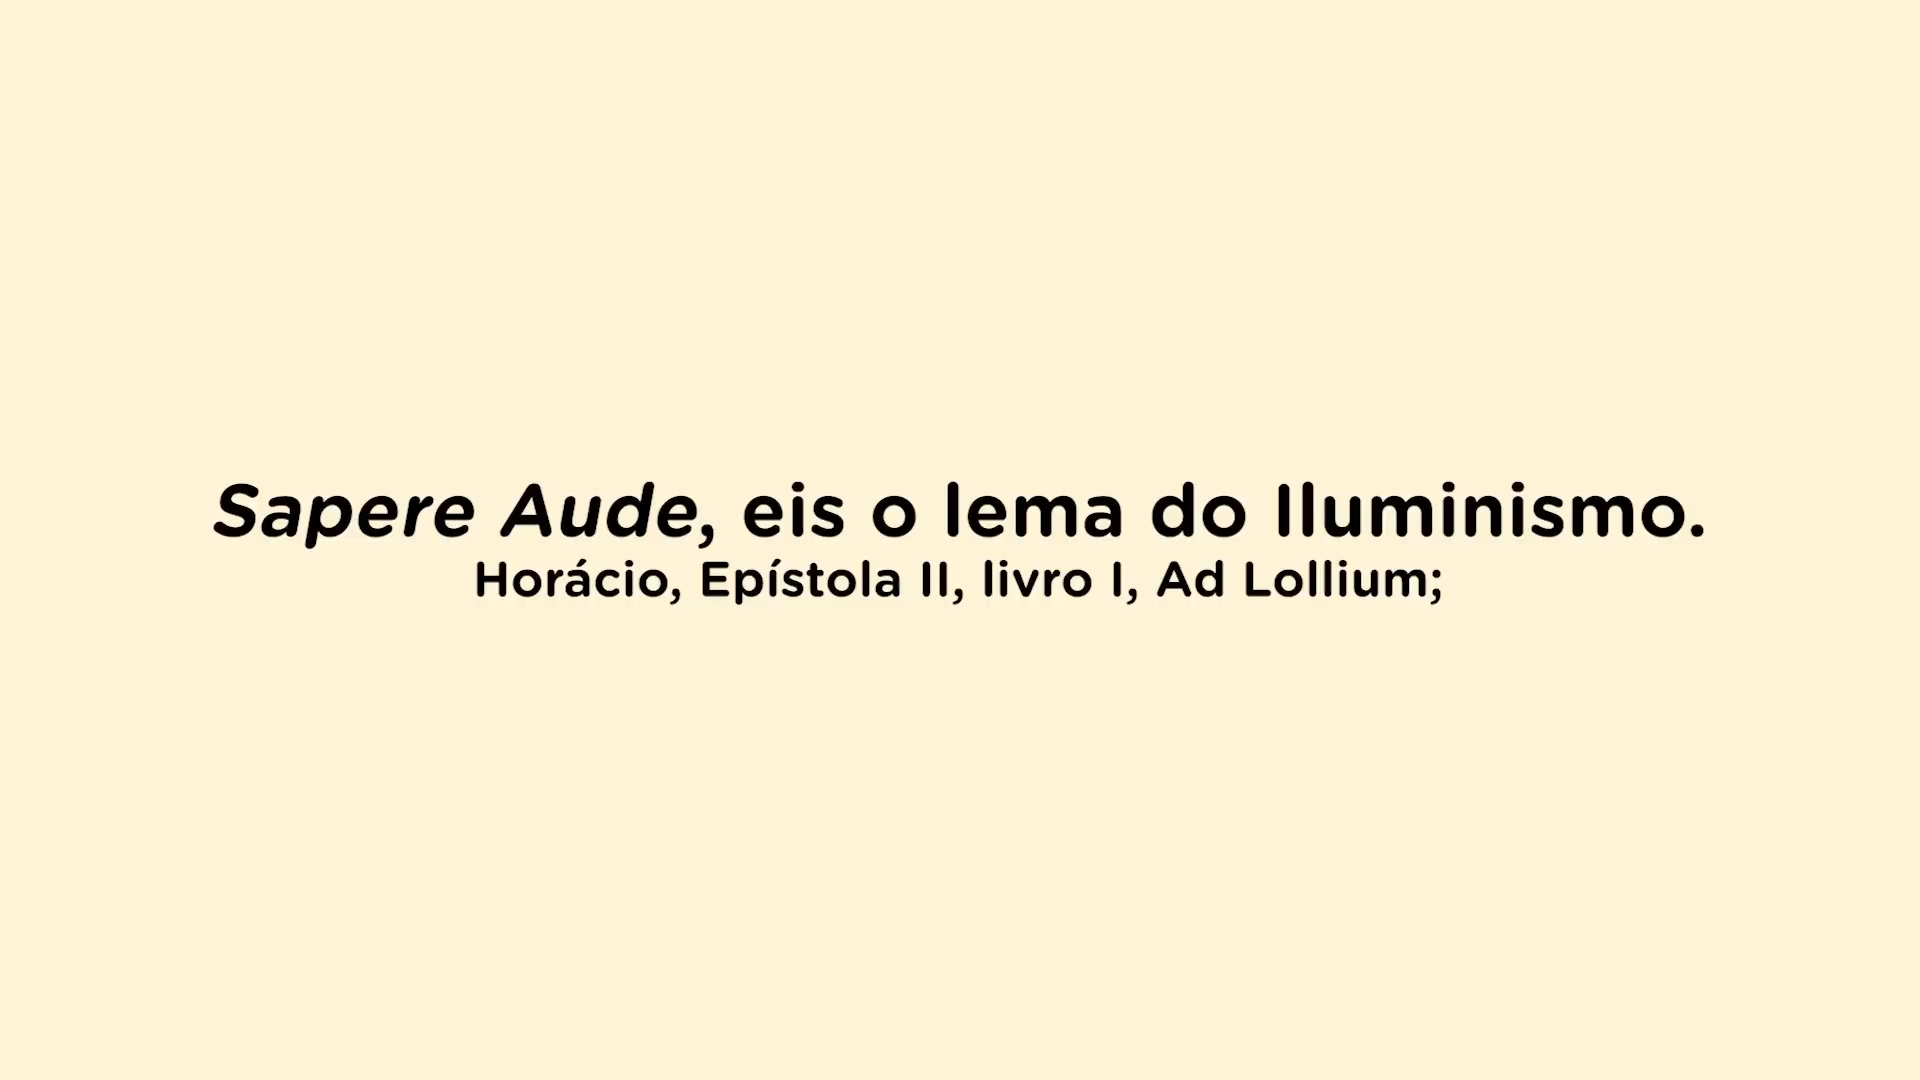 Sapere Aude, eis o lema do Iluminismo.
Horácio, Epístola II, livro I, Ad Lollium;